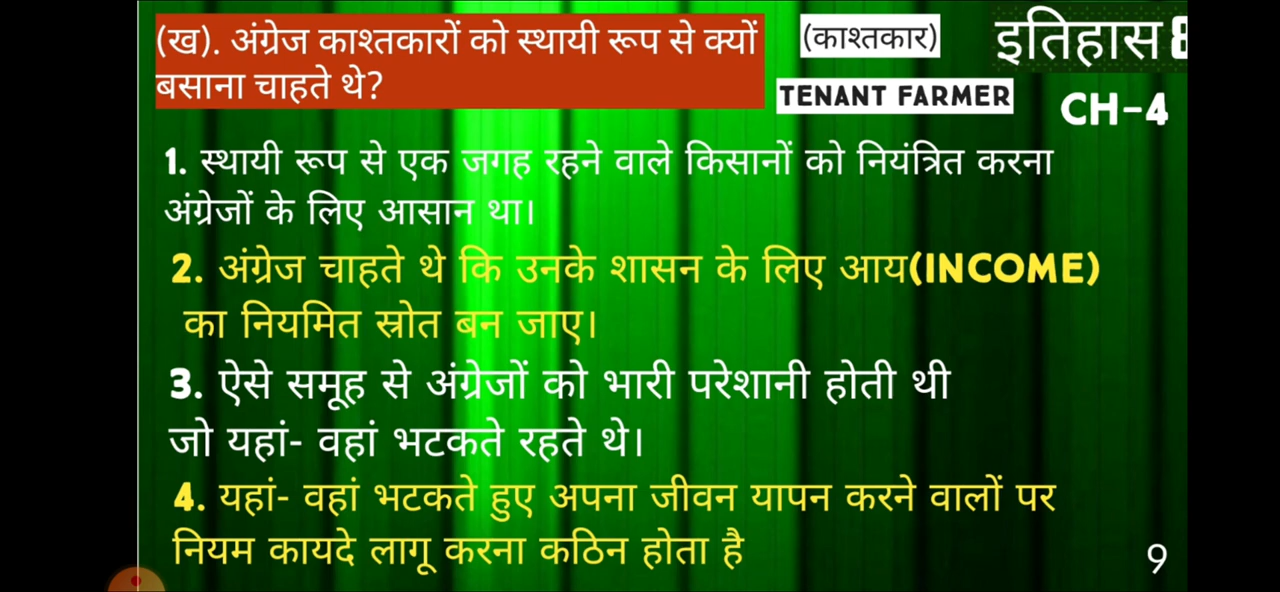 (ख). अंग्रेज काश्तकारों को स्थायी रूप से क्यों
बसाना चाहते थे?
(काश्तकार)
TENANT FARMER
इतिहास 8
CH-4
1. स्थायी रूप से एक जगह रहने वाले किसानों को नियंत्रित करना
अंग्रेजों के लिए आसान था।
2. अंग्रेज चाहते थे कि उनके शासन के लिए आय(INCOME)
का नियमित स्रोत बन जाए।
3. ऐसे समूह से अंग्रेजों को भारी परेशानी होती थी
जो यहां- वहां भटकते रहते थे।
4. यहां- वहां भटकते हुए अपना जीवन यापन करने वालों पर
नियम कायदे लागू करना कठिन होता है
9